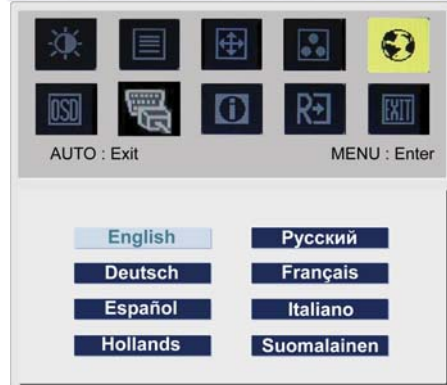 OSD
i
R
EXIT
AUTO : Exit MENU : Enter
English Русский
Deutsch Français
Español Italiano
Hollands Suomalainen